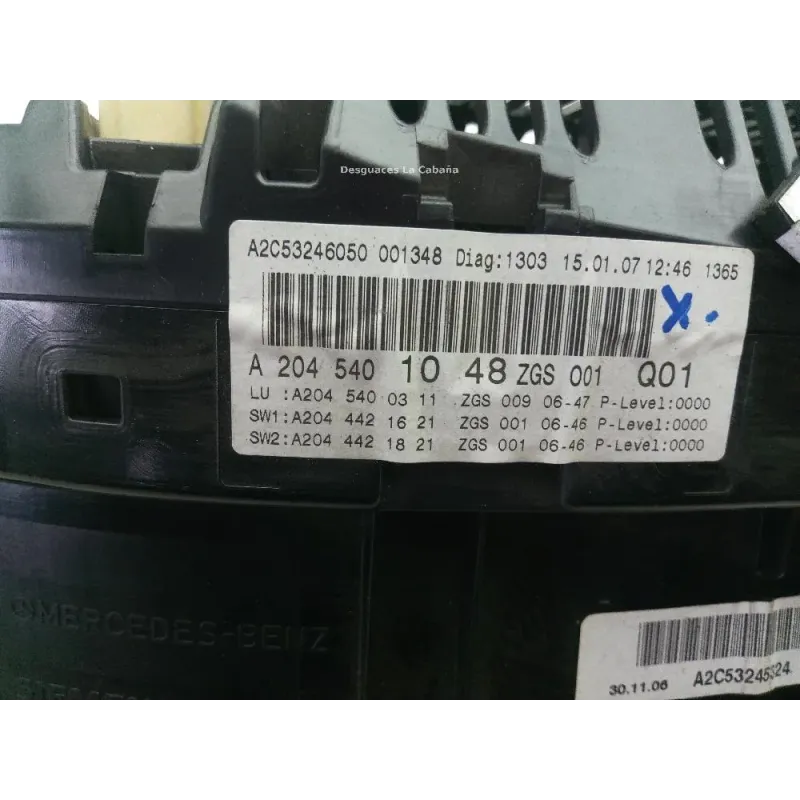 Desguaces La Cabaña
A2C53246050 001348 Diag:1303 15.01.07 12:46 1365
X.
A 204 540 10 48 ZGS 001 Q01
LU :A204 540 03 11 ZGS 009 06-47 P-Level:0000
SW1:A204 442 16 21 ZGS 001 06-46 P-Level:0000
SW2:A204 442 18 21 ZGS 001 06-46 P-Level:0000
MERCEDES-BENZ
30.11.06 A2C53245324